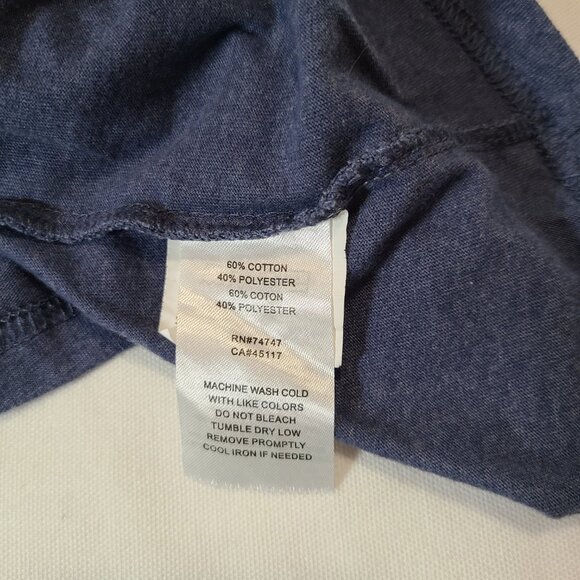 60% COTTON
40% POLYESTER
60% COTON
40% POLYESTER
RN#74747
CA#45117
MACHINE WASH COLD
WITH LIKE COLORS
DO NOT BLEACH
TUMBLE DRY LOW
REMOVE PROMPTLY
COOL IRON IF NEEDED